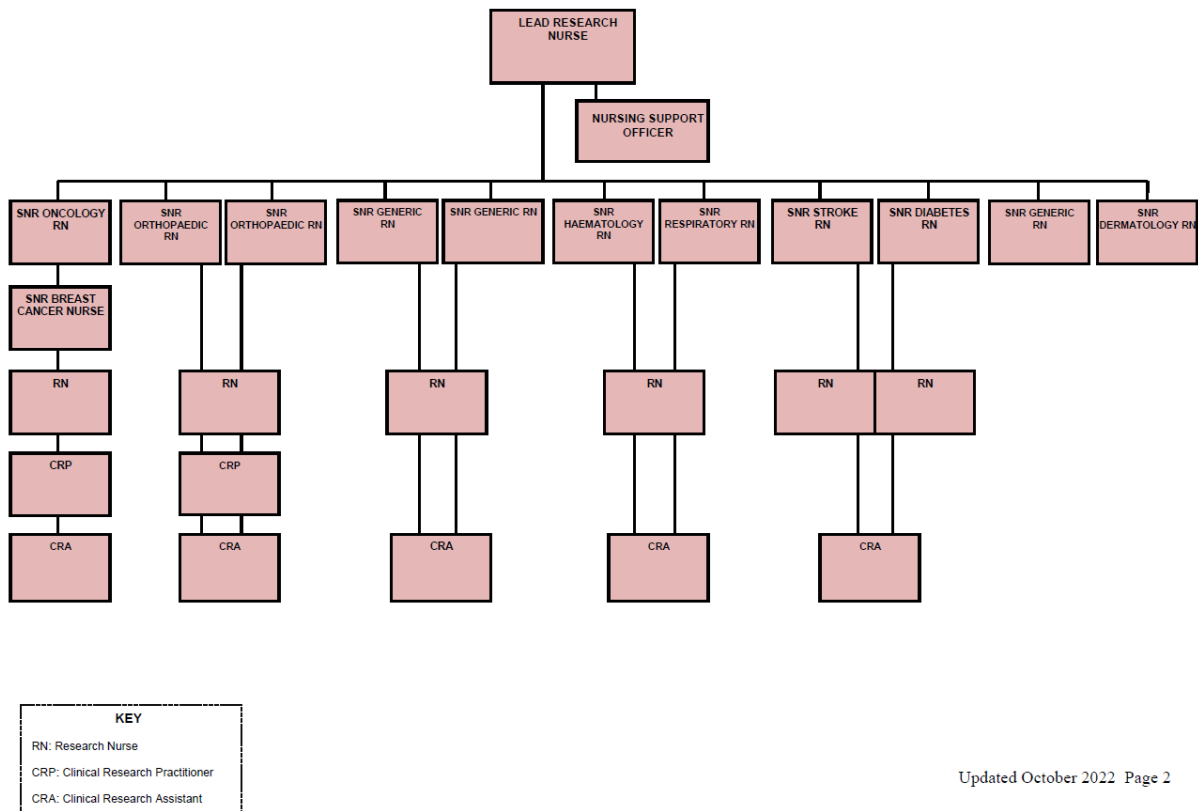 LEAD RESEARCH
NURSE
NURSING SUPPORT
OFFICER
SNR ONCOLOGY
RN
SNR
ORTHOPAEDIC
RN
SNR
ORTHOPAEDIC RN
SNR GENERIC
RN
SNR GENERIC RN
SNR
HAEMATOLOGY
RN
SNR
RESPIRATORY RN
SNR STROKE
RN
SNR DIABETES
RN
SNR GENERIC
RN
SNR
DERMATOLOGY RN
SNR BREAST
CANCER NURSE
RN
RN
RN
RN
RN
RN
CRP
CRP
CRA
CRA
CRA
CRA
CRA
KEY
RN: Research Nurse
CRP: Clinical Research Practitioner
CRA: Clinical Research Assistant
Updated October 2022 Page 2